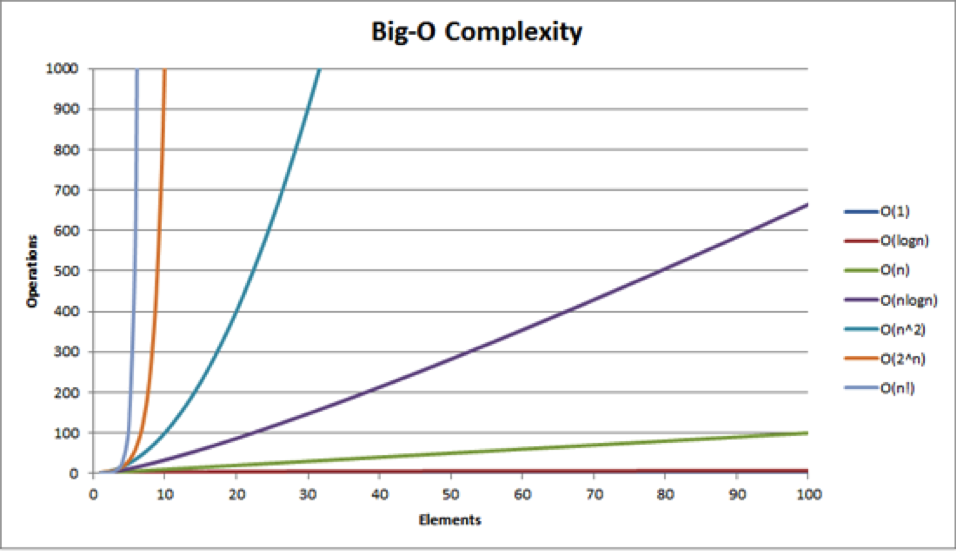 Big-O Complexity
1000
900
800
700
600
500
400
300
200
100
0
Operations
0 10 20 30 40 50 60 70 80 90 100
Elements
O(1)
O(logn)
O(n)
O(nlogn)
O(n^2)
O(2^n)
O(n!)